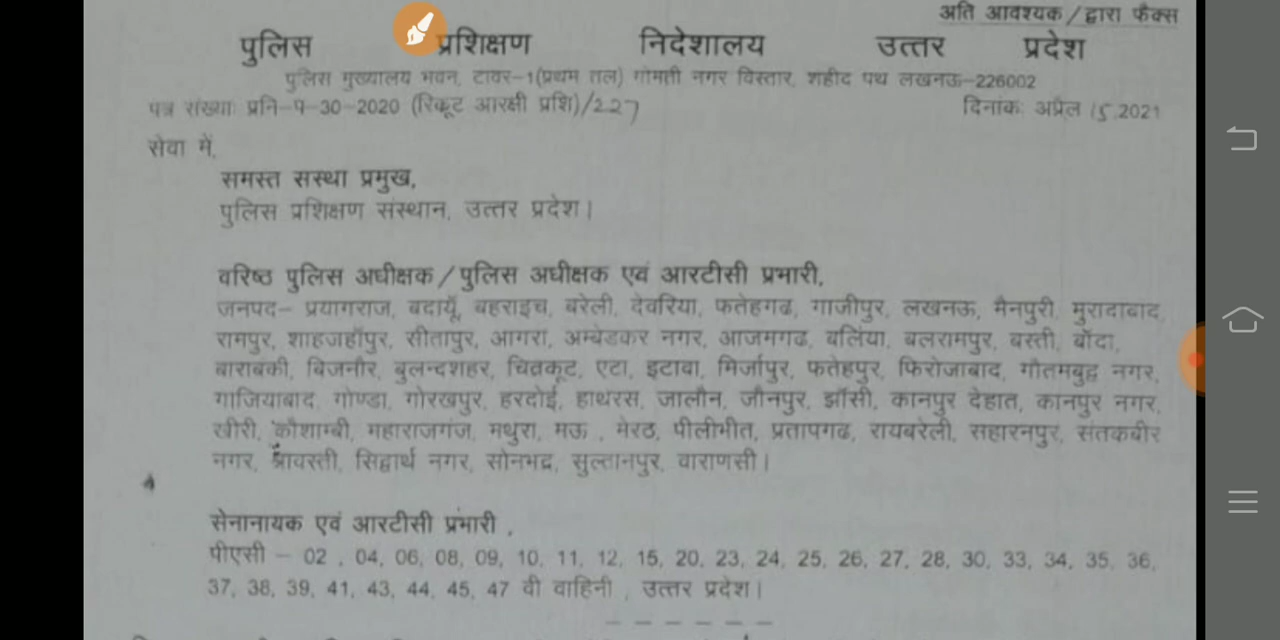 अति आवश्यक/द्वारा फैक्स
पुलिस प्रशिक्षण निदेशालय उत्तर प्रदेश
पुलिस मुख्यालय भवन, टावर-1(प्रथम तल) गोमती नगर विस्तार, शहीद पथ लखनऊ-226002
पत्र संख्याः प्रनि-प-30-2020 (रिकूट आरक्षी प्रशि)/227 दिनांकः अप्रैल 15,2021
सेवा में,
समस्त संस्था प्रमुख,
पुलिस प्रशिक्षण संस्थान, उत्तर प्रदेश।
वरिष्ठ पुलिस अधीक्षक/पुलिस अधीक्षक एवं आरटीसी प्रभारी,
जनपद- प्रयागराज, बदायूँ, बहराइच, बरेली, देवरिया, फतेहगढ, गाजीपुर, लखनऊ, मैनपुरी, मुरादाबाद,
रामपुर, शाहजहॉपुर, सीतापुर, आगरा, अम्बेडकर नगर, आजमगढ, बलिया, बलरामपुर, बस्ती, बॉदा,
बाराबकी, बिजनौर, बुलन्दशहर, चित्रकूट, एटा, इटावा, मिर्जापुर, फतेहपुर, फिरोजाबाद, गौतमबुद्व नगर,
गाजियाबाद, गोण्डा, गोरखपुर, हरदोई, हाथरस, जालौन, जौनपुर, झॉसी, कानपुर देहात, कानपुर नगर,
खीरी, कौशाम्बी, महाराजगंज, मथुरा, मऊ , मेरठ, पीलीभीत, प्रतापगढ, रायबरेली, सहारनपुर, संतकबीर
नगर, श्रावस्ती, सिद्वार्थ नगर, सोनभद्र, सुल्तानपुर, वाराणसी।
सेनानायक एवं आरटीसी प्रभारी ,
पीएसी - 02 , 04, 06, 08, 09, 10, 11, 12, 15, 20, 23, 24, 25, 26, 27, 28, 30, 33, 34, 35, 36,
37, 38, 39, 41, 43, 44, 45, 47 वी वाहिनी , उत्तर प्रदेश।